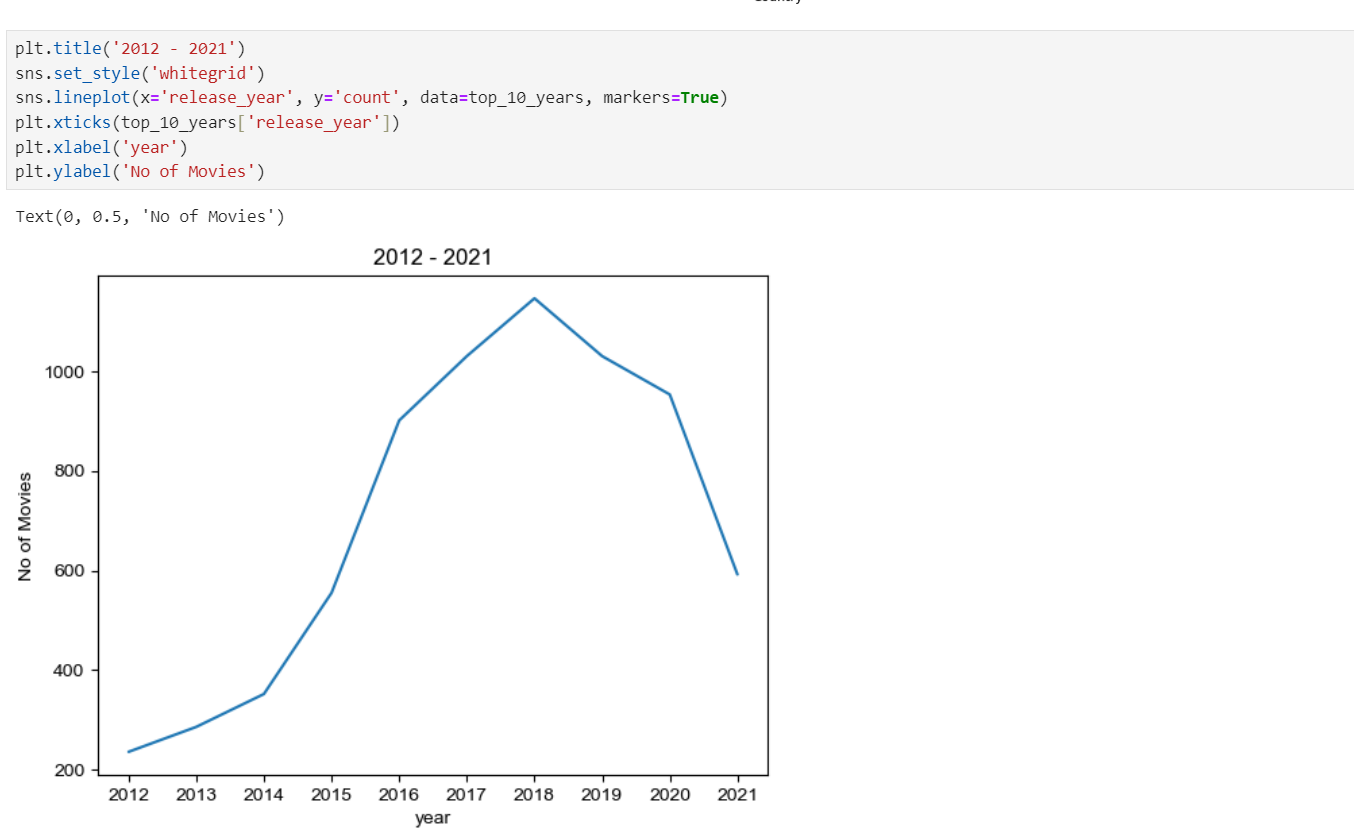 plt.title('2012 - 2021')
sns.set_style('whitegrid')
sns.lineplot(x='release_year', y='count', data=top_10_years, markers=True)
plt.xticks(top_10_years['release_year'])
plt.xlabel('year')
plt.ylabel('No of Movies')
Text(0, 0.5, 'No of Movies')
2012 - 2021
1000
800
600
400
200
No of Movies
2012 2013 2014 2015 2016 2017 2018 2019 2020 2021
year